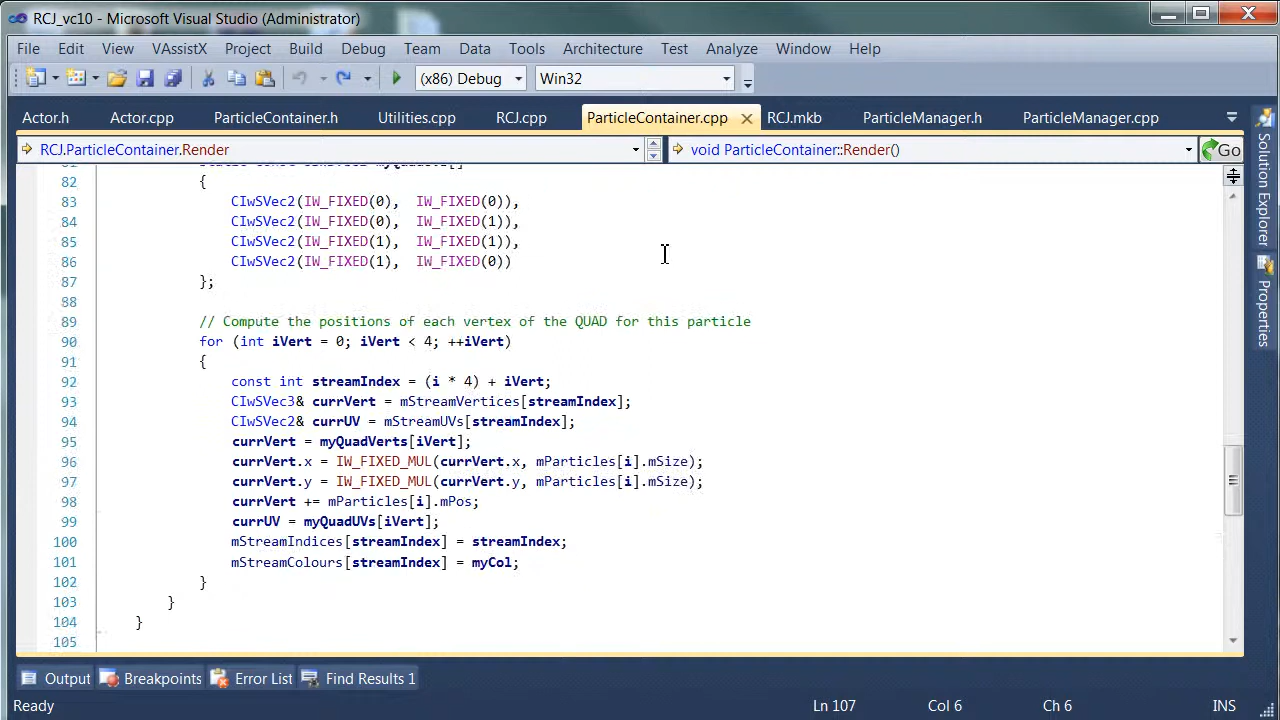 RCJ_vc10 - Microsoft Visual Studio (Administrator)
File Edit View VAssistX Project Build Debug Team Data Tools Architecture Test Analyze Window Help
(x86) Debug Win32
Actor.h Actor.cpp ParticleContainer.h Utilities.cpp RCJ.cpp ParticleContainer.cpp RCJ.mkb ParticleManager.h ParticleManager.cpp
RCJ.ParticleContainer.Render void ParticleContainer::Render() Go
82 {
83 CIwSVec2(IW_FIXED(0), IW_FIXED(0)),
84 CIwSVec2(IW_FIXED(0), IW_FIXED(1)),
85 CIwSVec2(IW_FIXED(1), IW_FIXED(1)),
86 CIwSVec2(IW_FIXED(1), IW_FIXED(0))
87 };
88
89 // Compute the positions of each vertex of the QUAD for this particle
90 for (int iVert = 0; iVert < 4; ++iVert)
91 {
92 const int streamIndex = (i * 4) + iVert;
93 CIwSVec3& currVert = mStreamVertices[streamIndex];
94 CIwSVec2& currUV = mStreamUVs[streamIndex];
95 currVert = myQuadVerts[iVert];
96 currVert.x = IW_FIXED_MUL(currVert.x, mParticles[i].mSize);
97 currVert.y = IW_FIXED_MUL(currVert.y, mParticles[i].mSize);
98 currVert += mParticles[i].mPos;
99 currUV = myQuadUVs[iVert];
100 mStreamIndices[streamIndex] = streamIndex;
101 mStreamColours[streamIndex] = myCol;
102 }
103 }
104 }
105
Solution Explorer
Properties
Output Breakpoints Error List Find Results 1
Ready Ln 107 Col 6 Ch 6 INS